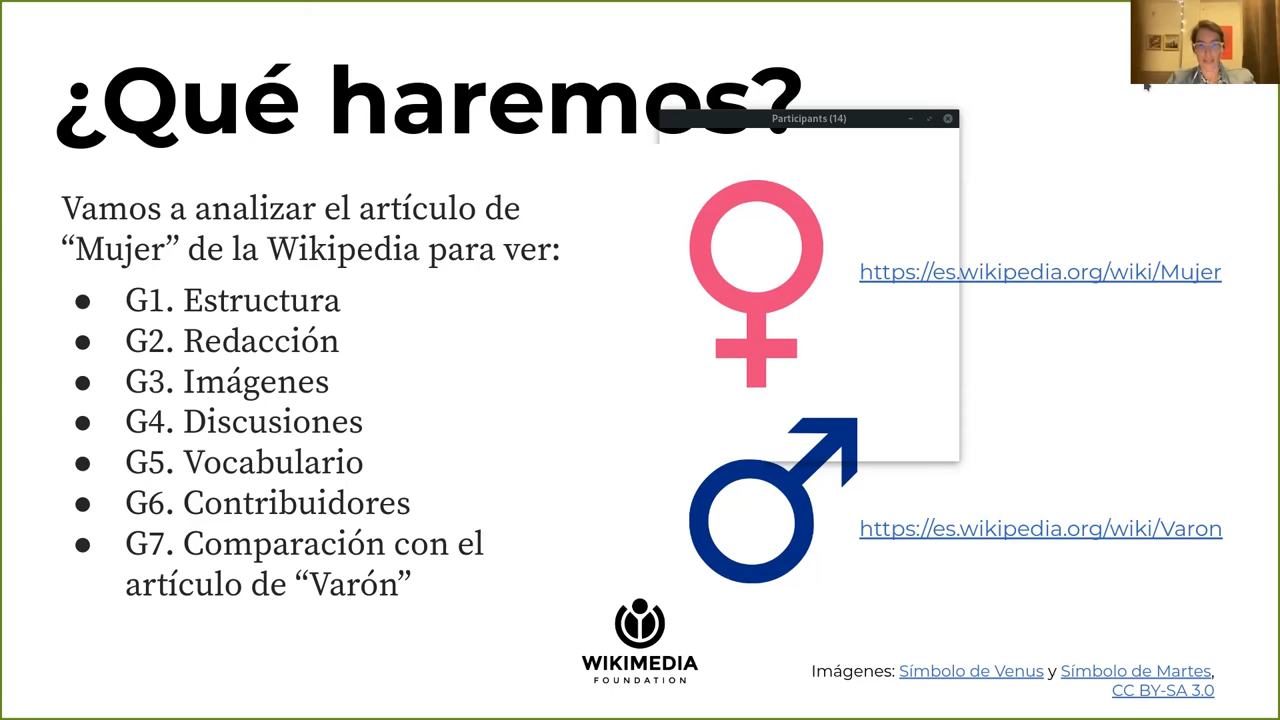 ¿Qué haremos?
Participants (14)
Vamos a analizar el artículo de
“Mujer” de la Wikipedia para ver:
● G1. Estructura
● G2. Redacción
● G3. Imágenes
● G4. Discusiones
● G5. Vocabulario
● G6. Contribuidores
● G7. Comparación con el
artículo de “Varón”
https://es.wikipedia.org/wiki/Mujer
https://es.wikipedia.org/wiki/Varon
WIKIMEDIA
FOUNDATION
Imágenes: Símbolo de Venus y Símbolo de Martes,
CC BY-SA 3.0